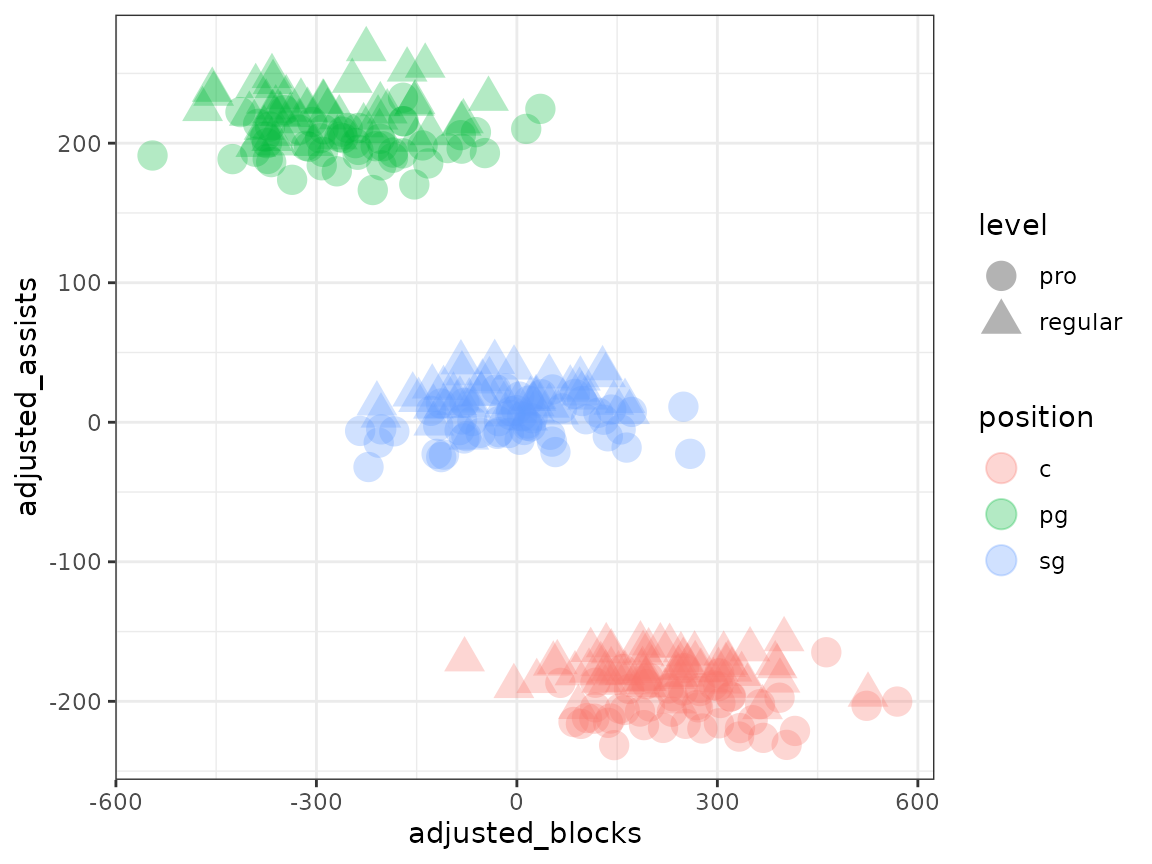 200
100
0
-100
-200
adjusted_assists
-600
-300
0
300
600
adjusted_blocks
level
pro
regular
position
c
pg
sg